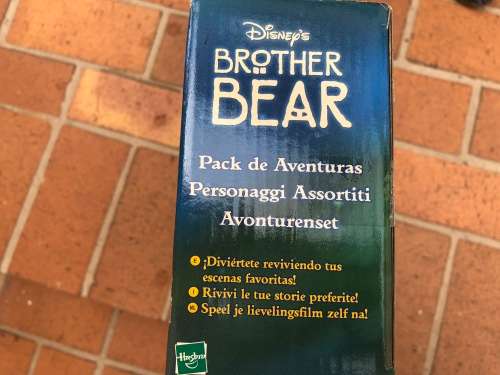 Disney's
BROTHER
BEAR
Pack de Aventuras
Personaggi Assortiti
Avonturenset
E ¡Diviértete reviviendo tus
escenas favoritas!
I Rivivi le tue storie preferite!
NL Speel je lievelingsfilm zelf na!
Hasbro